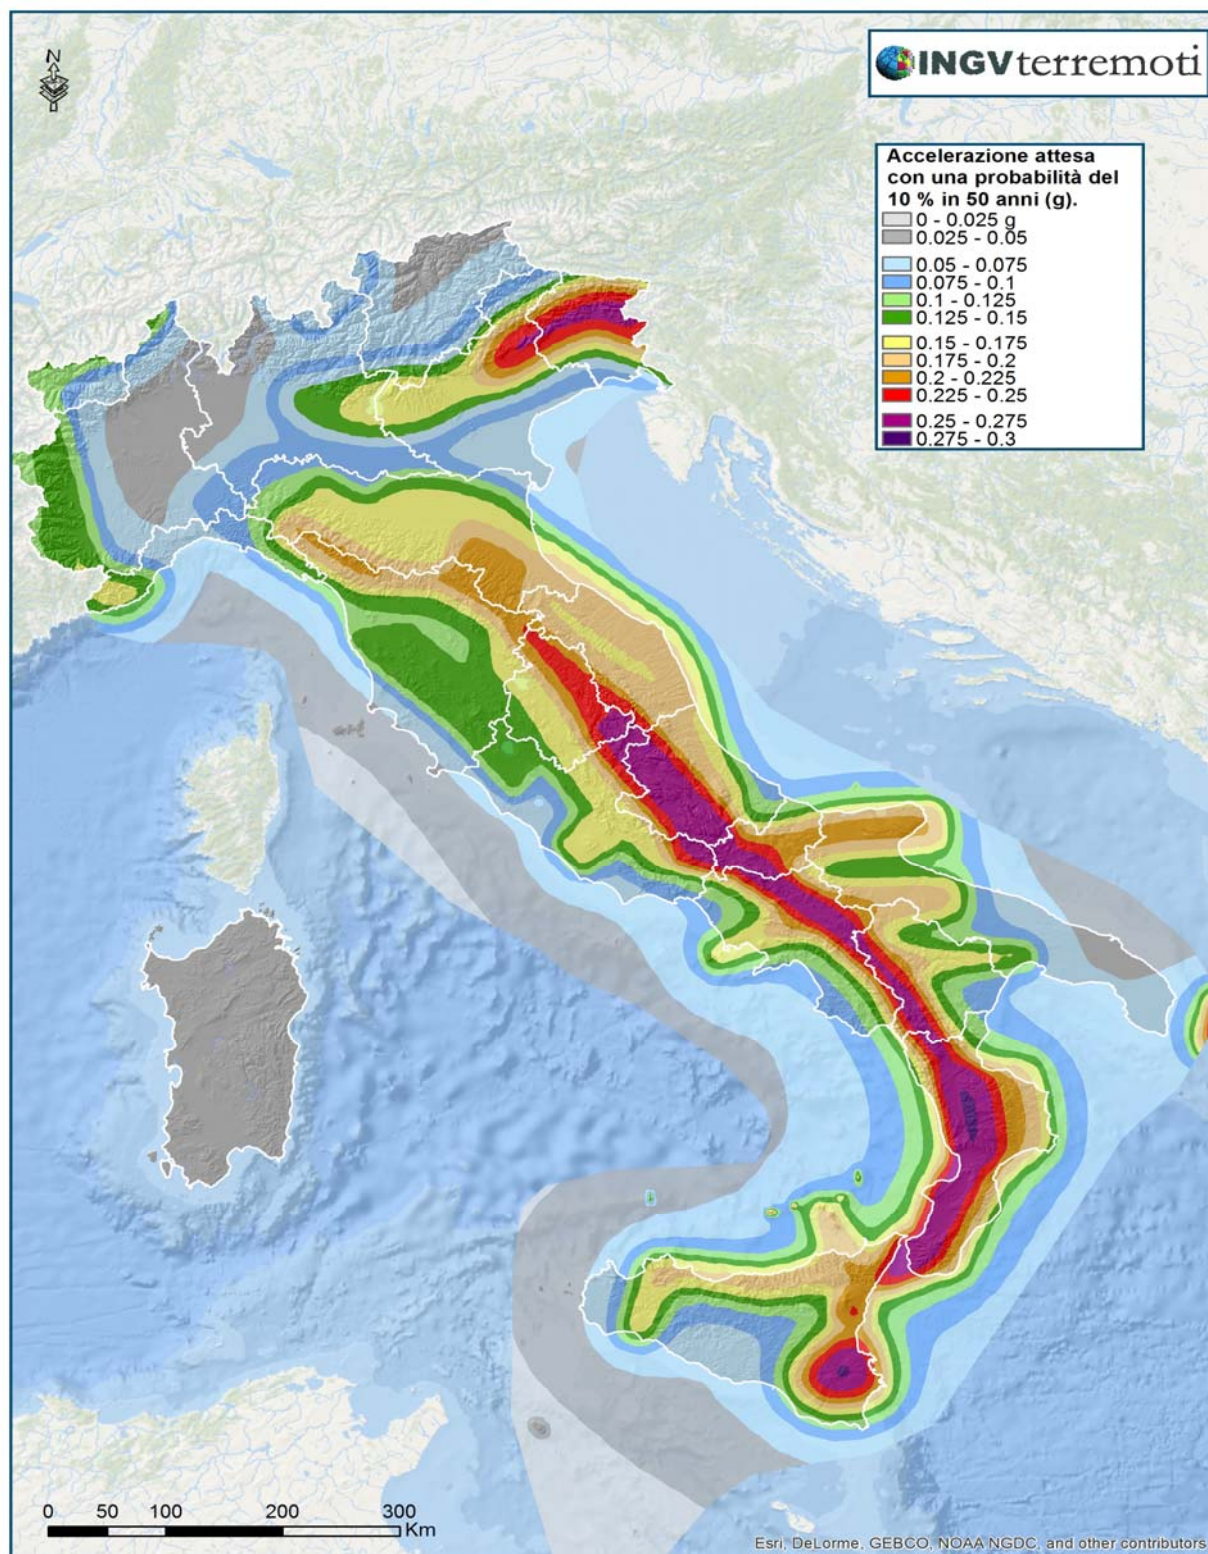 N
INGVterremoti
Accelerazione attesa
con una probabilità del
10 % in 50 anni (g).
0 - 0.025 g
0.025 - 0.05
0.05 - 0.075
0.075 - 0.1
0.1 - 0.125
0.125 - 0.15
0.15 - 0.175
0.175 - 0.2
0.2 - 0.225
0.225 - 0.25
0.25 - 0.275
0.275 - 0.3
0 50 100 200 300
Km
Esri, DeLorme, GEBCO, NOAA NGDC, and other contributors